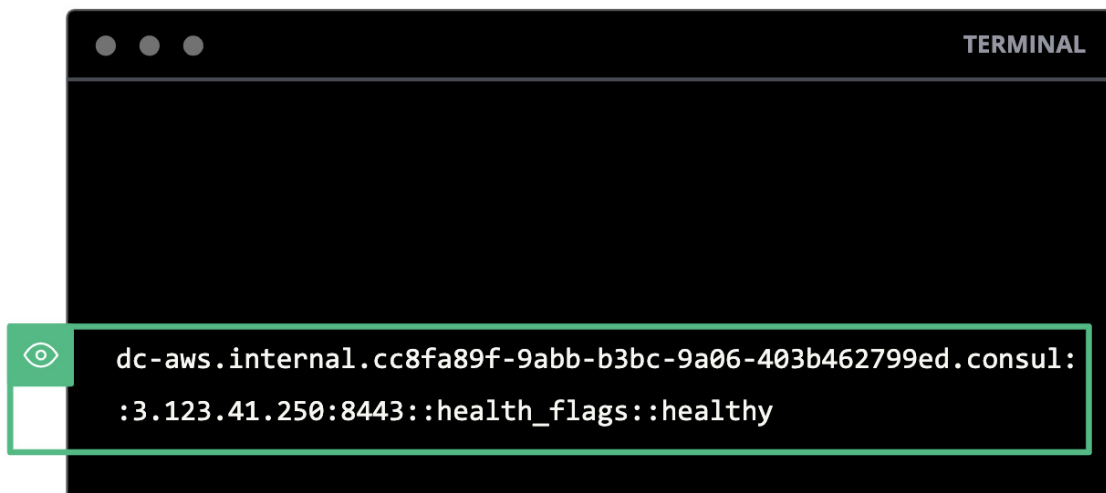 TERMINAL
dc-aws.internal.cc8fa89f-9abb-b3bc-9a06-403b462799ed.consul:
:3.123.41.250:8443::health_flags::healthy